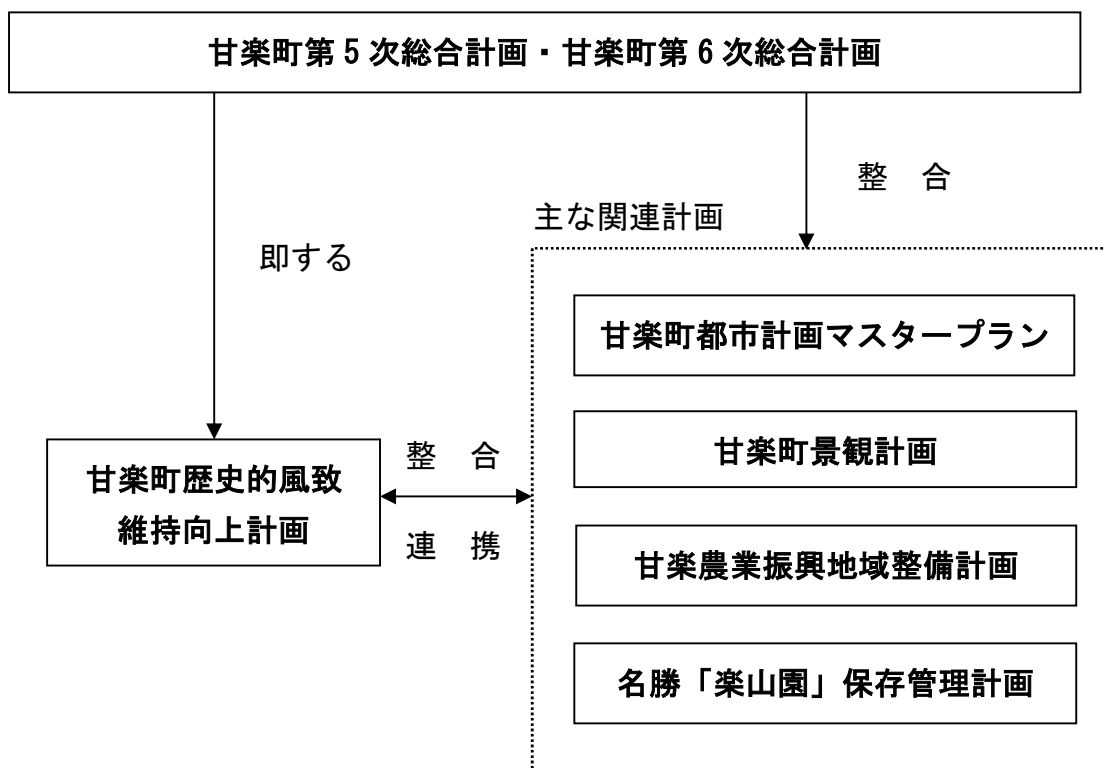 甘楽町第5次総合計画・甘楽町第6次総合計画
整 合
主な関連計画
即する
甘楽町都市計画マスタープラン
甘楽町景観計画
整 合
甘楽町歴史的風致
維持向上計画
連 携
甘楽農業振興地域整備計画
名勝「楽山園」保存管理計画